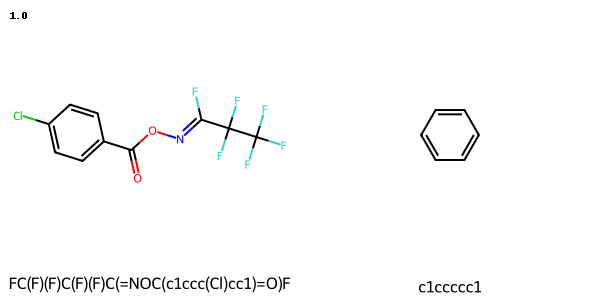 1.0
Cl
O
O
N
F
F
F
F
F
F
FC(F)(F)C(F)(F)C(=NOC(c1ccc(Cl)cc1)=O)F
c1ccccc1